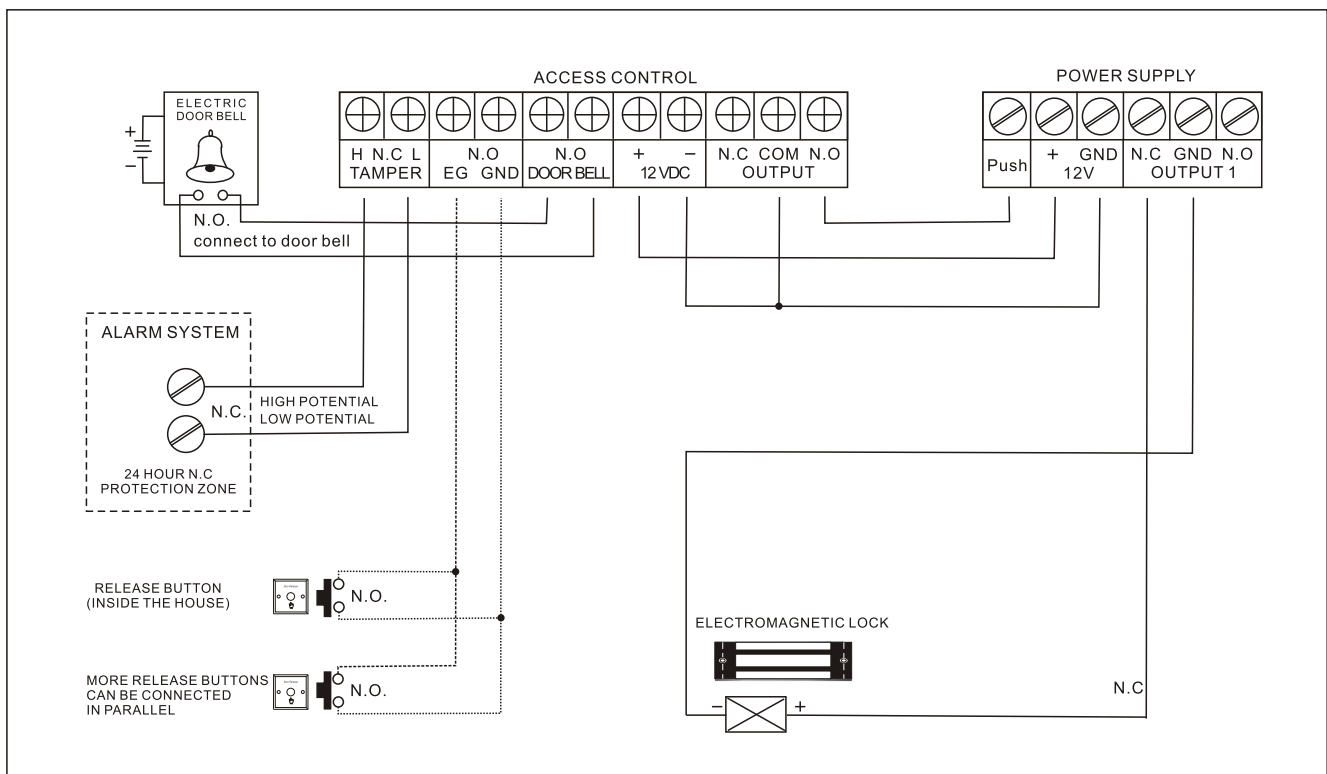 ACCESS CONTROL
POWER SUPPLY
ELECTRIC
DOOR BELL
+
−
H N.C L
TAMPER
N.O
EG GND
N.O
DOOR BELL
+ −
12 VDC
N.C COM N.O
OUTPUT
Push
+ GND
12V
N.C GND N.O
OUTPUT 1
N.O.
connect to door bell
ALARM SYSTEM
N.C.
HIGH POTENTIAL
LOW POTENTIAL
24 HOUR N.C
PROTECTION ZONE
RELEASE BUTTON
(INSIDE THE HOUSE)
N.O.
MORE RELEASE BUTTONS
CAN BE CONNECTED
IN PARALLEL
N.O.
ELECTROMAGNETIC LOCK
− +
N.C